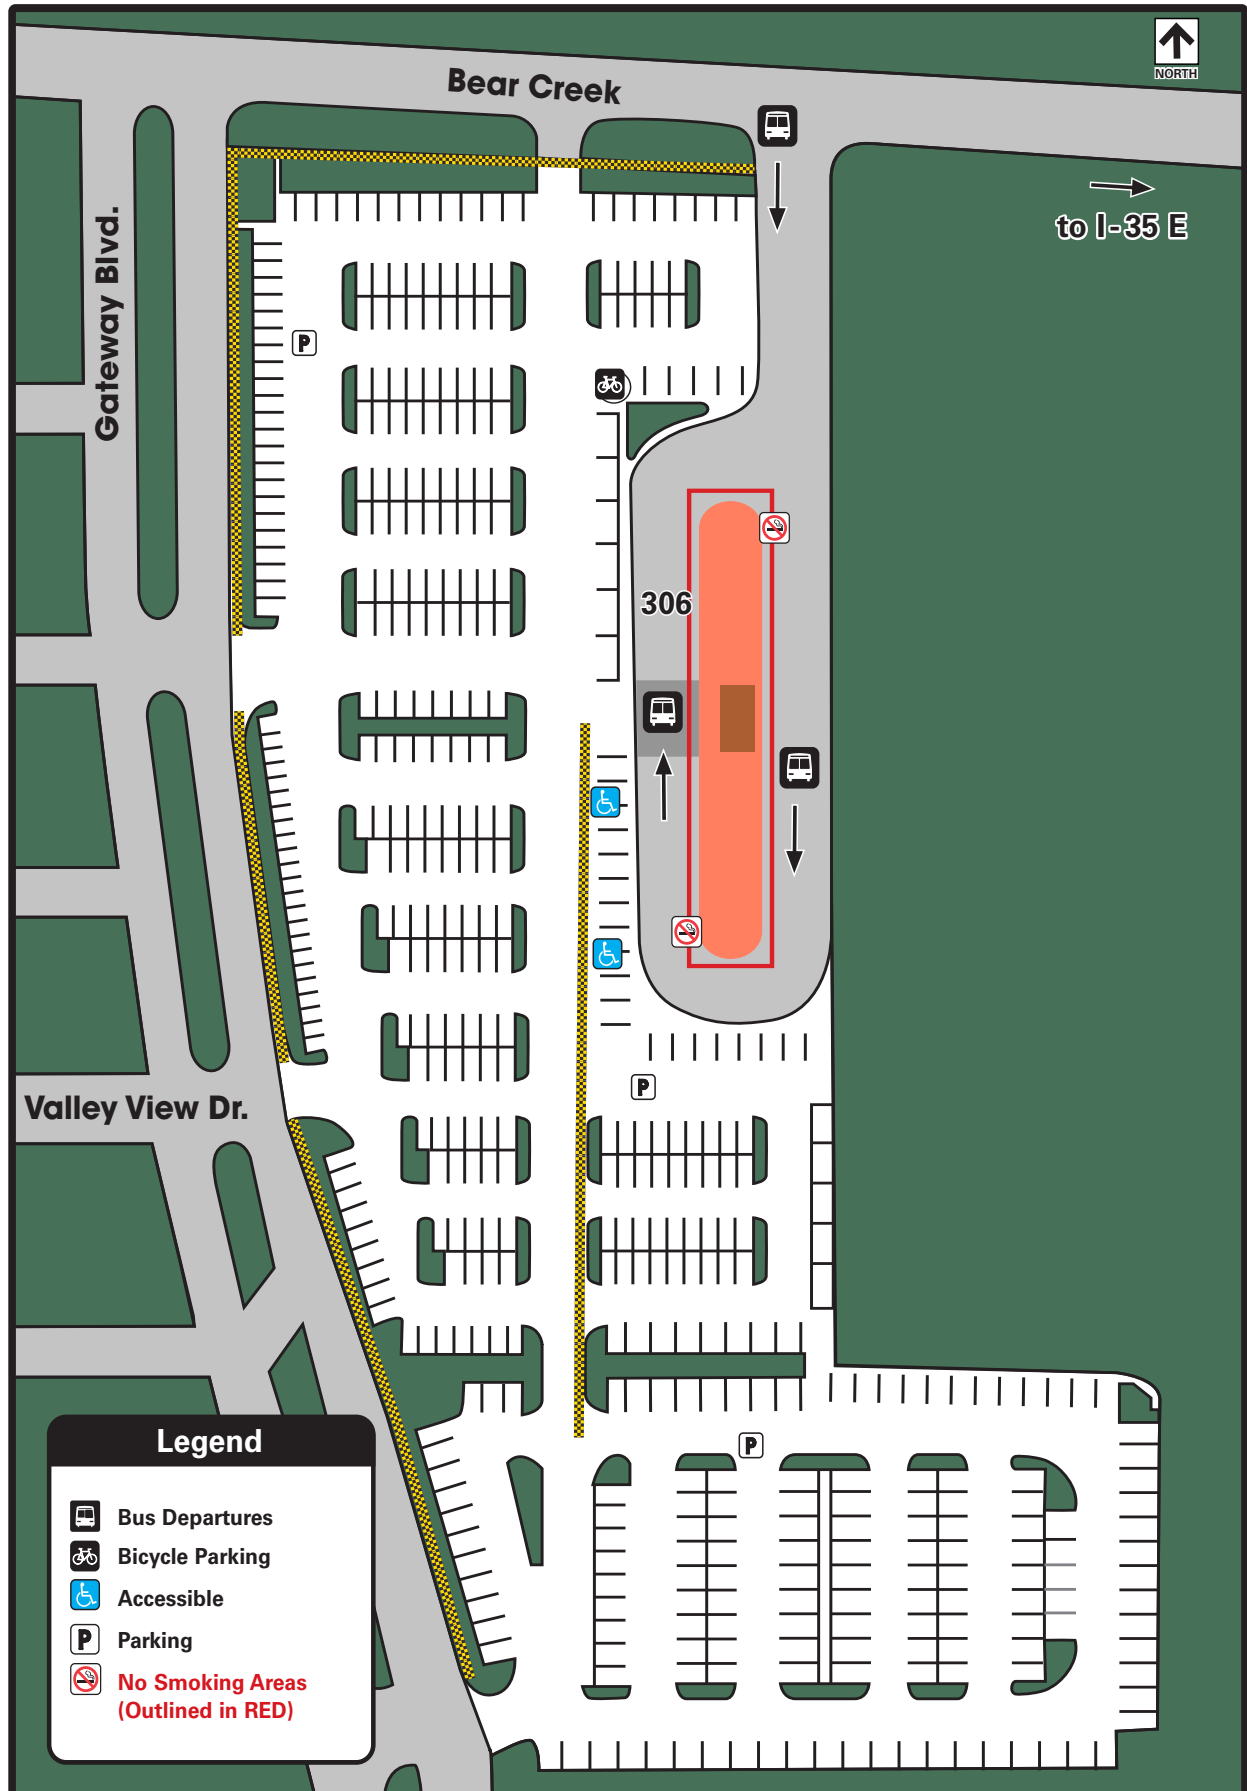 Bear Creek
NORTH
to I-35 E
Gateway Blvd.
P
306
Valley View Dr.
P
P
Legend
Bus Departures
Bicycle Parking
Accessible
P Parking
No Smoking Areas
(Outlined in RED)